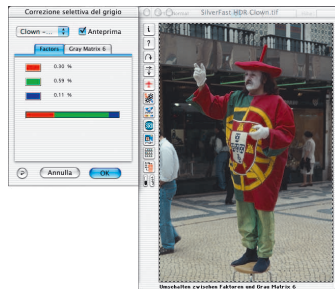 Correzione selettiva del grigio
Clown -... Anteprima
Factors Gray Matrix 6
0.30 %
0.59 %
0.11 %
Annulla OK
SilverFast HDR Clown.tif
i
?
Umschalten zwischen Faktoren und Gray Matrix 6